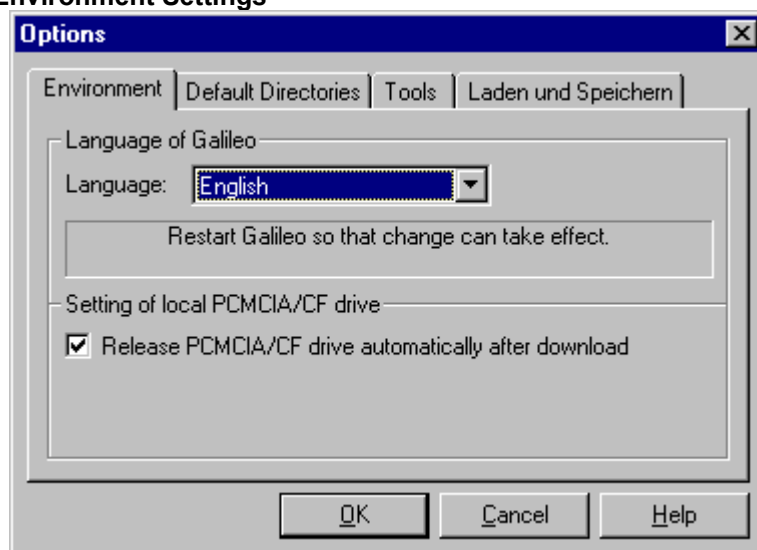 Environment Settings
Options
Environment Default Directories Tools Laden und Speichern
Language of Galileo
Language: English
Restart Galileo so that change can take effect.
Setting of local PCMCIA/CF drive
Release PCMCIA/CF drive automatically after download
OK Cancel Help